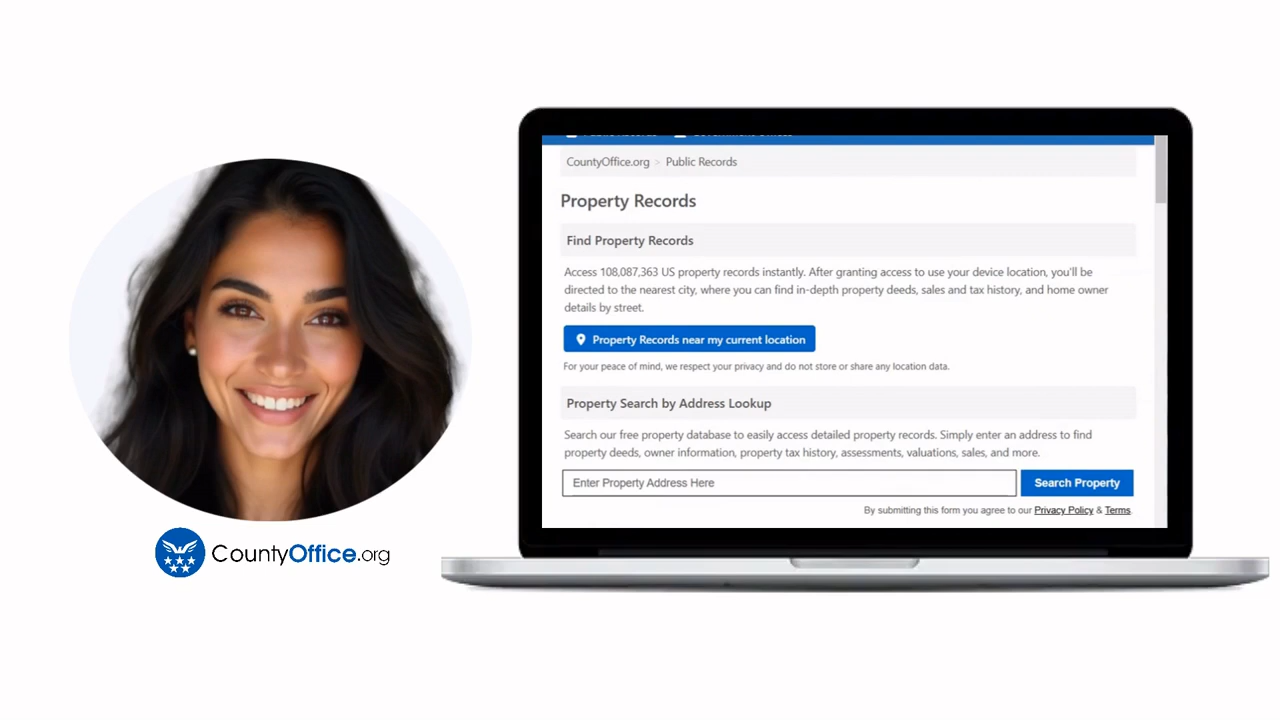 CountyOffice.org
CountyOffice.org > Public Records
Property Records
Find Property Records
Access 108,087,363 US property records instantly. After granting access to use your device location, you'll be
directed to the nearest city, where you can find in-depth property deeds, sales and tax history, and home owner
details by street.
Property Records near my current location
For your peace of mind, we respect your privacy and do not store or share any location data.
Property Search by Address Lookup
Search our free property database to easily access detailed property records. Simply enter an address to find
property deeds, owner information, property tax history, assessments, valuations, sales, and more.
Enter Property Address Here
Search Property
By submitting this form you agree to our Privacy Policy & Terms.